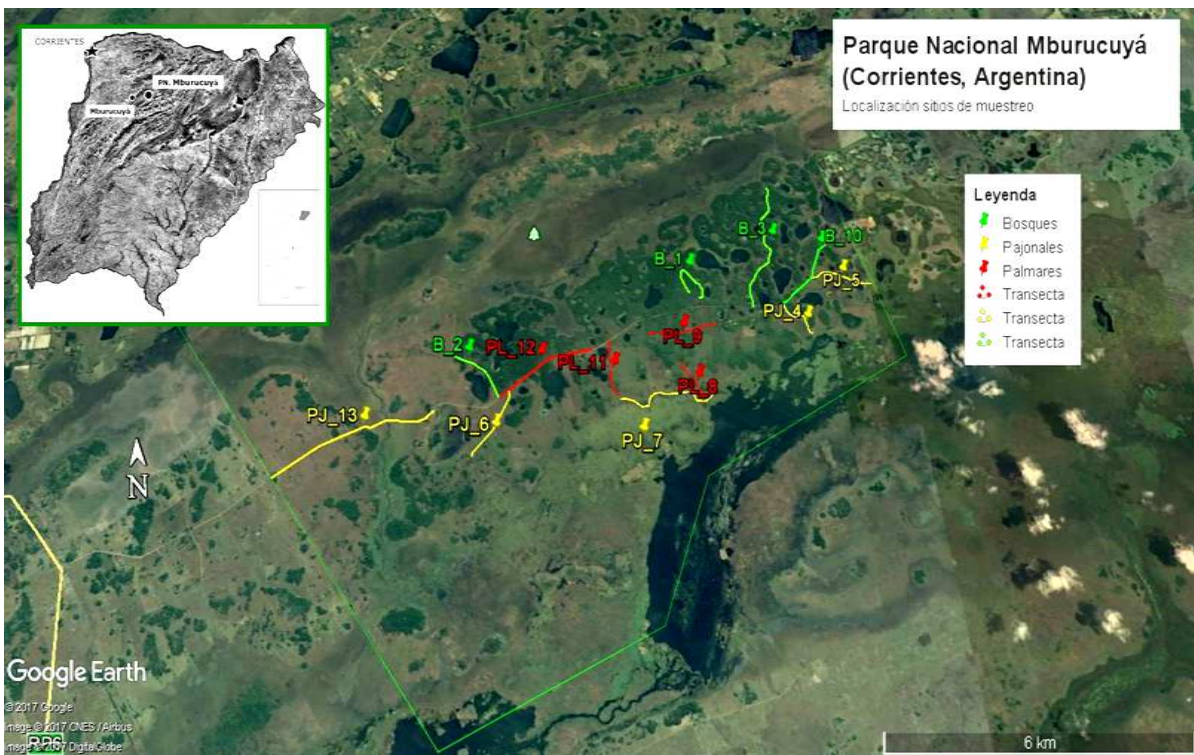 CORRIENTES
PN. Mburucuyá
Mburucuyá
Parque Nacional Mburucuyá
(Corrientes, Argentina)
Localización sitios de muestreo
Leyenda
Bosques
Pajonales
Palmares
Transecta
Transecta
Transecta
B_3
B_10
B_1
PJ_5
PJ_4
PL_9
B_2
PL_12
PL_11
PL_8
PJ_13
PJ_6
PJ_7
N
Google Earth
© 2017 Google
Image © 2017 CNES / Airbus
Image © 2017 DigitalGlobe
6 km